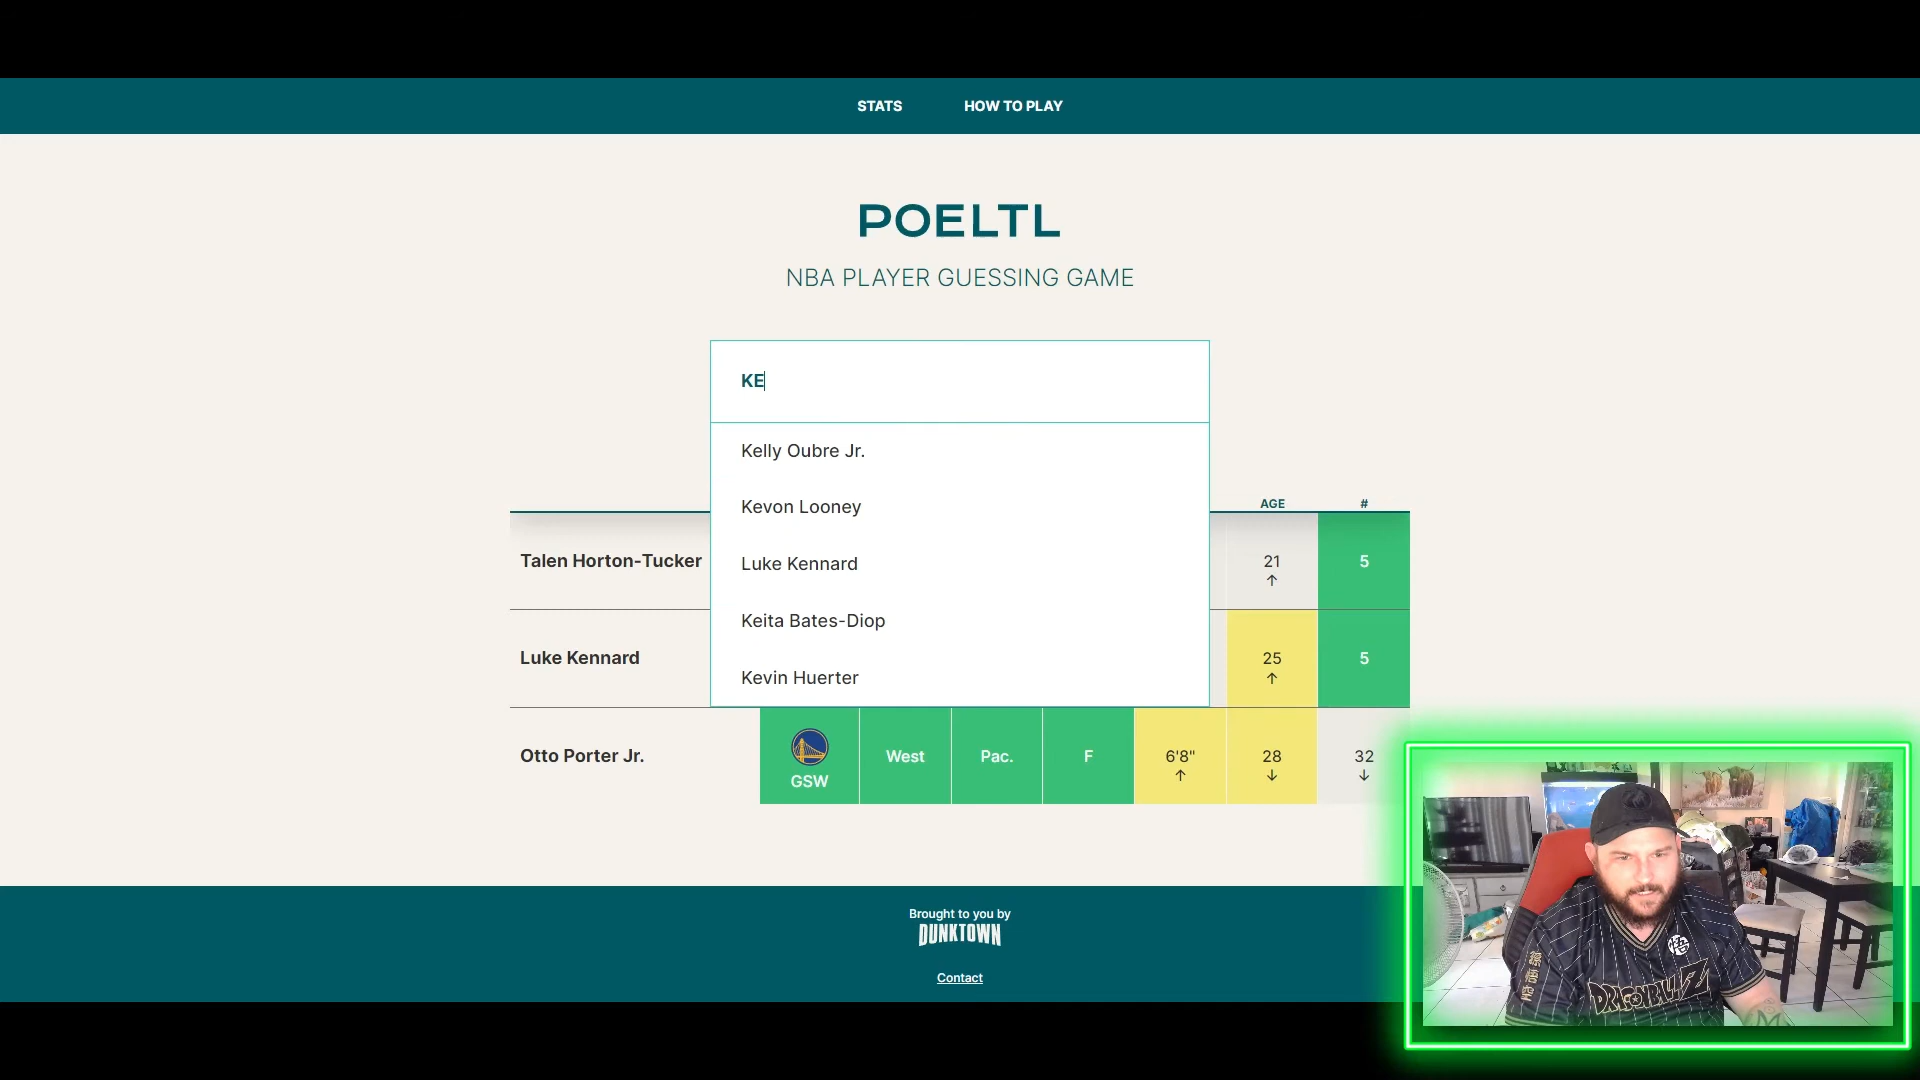 STATS HOW TO PLAY
POELTL
NBA PLAYER GUESSING GAME
KE
Kelly Oubre Jr.
Kevon Looney
Luke Kennard
Keita Bates-Diop
Kevin Huerter
AGE #
Talen Horton-Tucker 21 ↑ 5
Luke Kennard 25 ↑ 5
Otto Porter Jr. GSW West Pac. F 6'8" ↑ 28 ↓ 32 ↓
Brought to you by
DUNKTOWN
Contact
DRAGONBALL Z